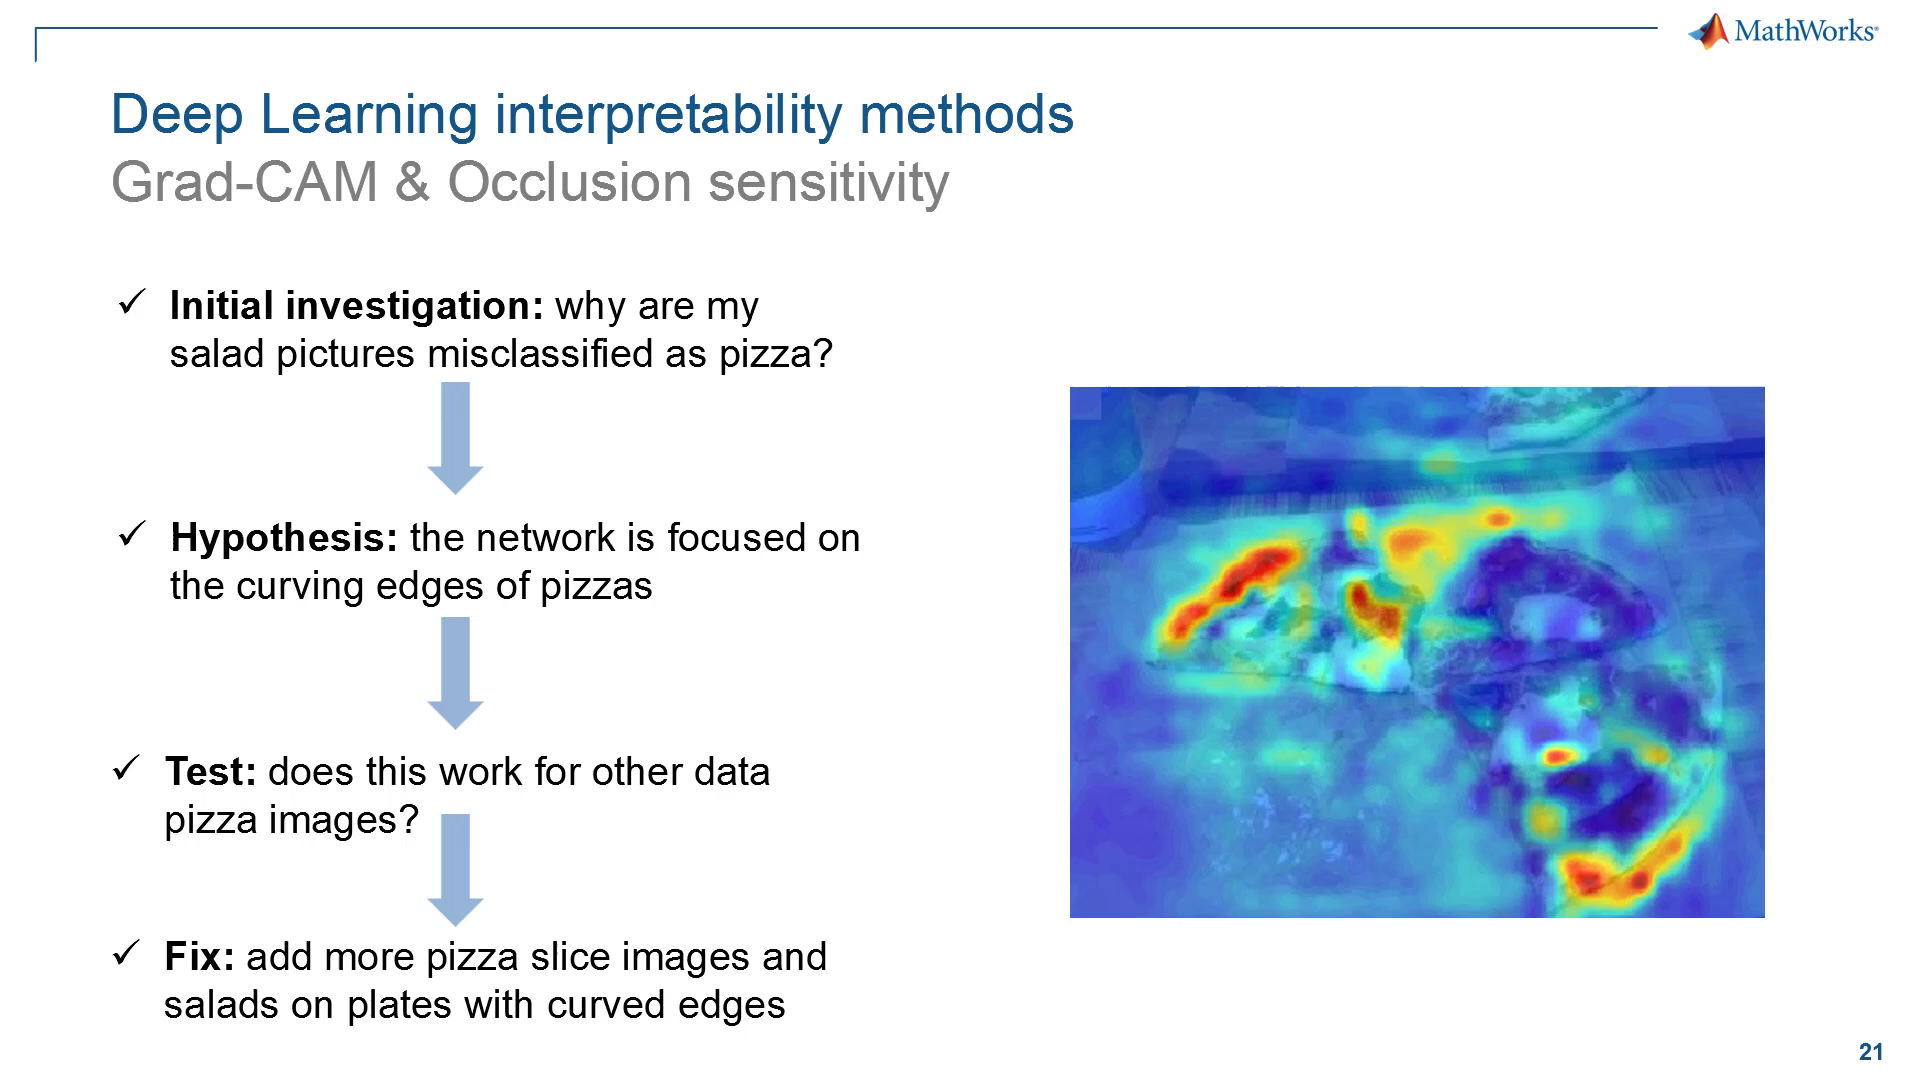 MathWorks®
Deep Learning interpretability methods
Grad-CAM & Occlusion sensitivity
✓ Initial investigation: why are my
salad pictures misclassified as pizza?
✓ Hypothesis: the network is focused on
the curving edges of pizzas
✓ Test: does this work for other data
pizza images?
✓ Fix: add more pizza slice images and
salads on plates with curved edges
21